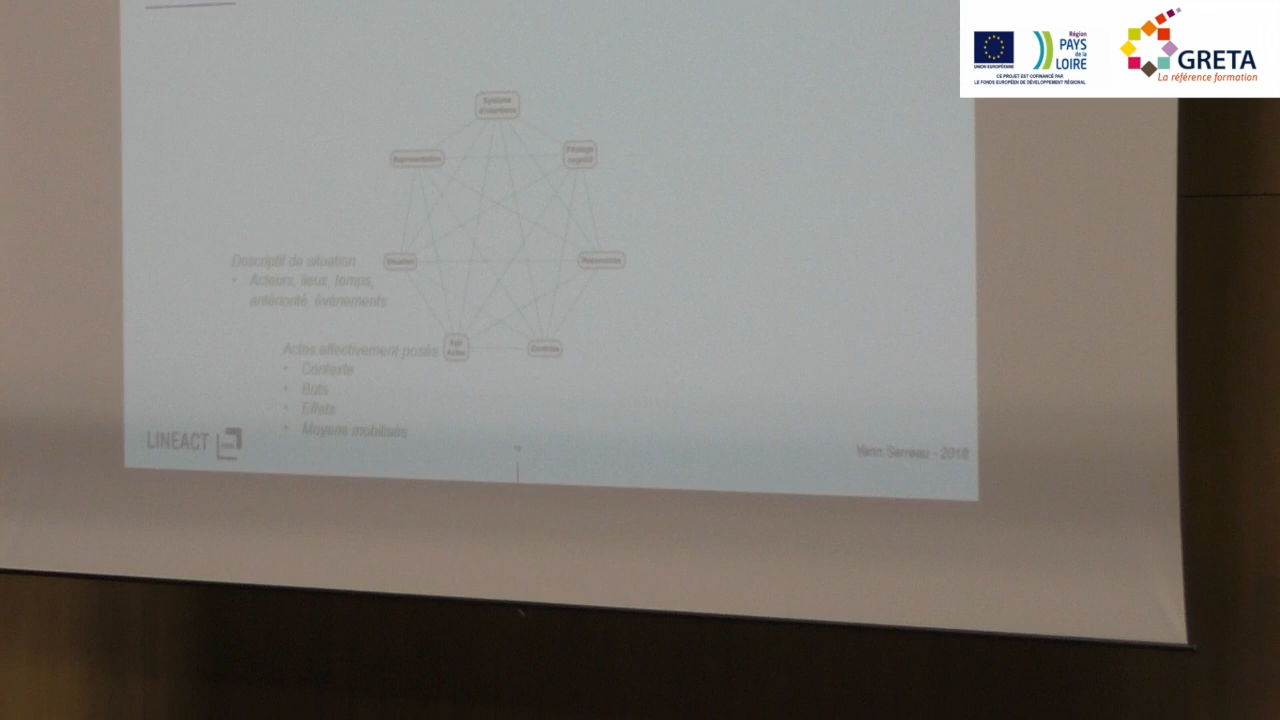 UNION EUROPÉENNE
Région
PAYS
de la
LOIRE
CE PROJET EST COFINANCÉ PAR
LE FONDS EUROPÉEN DE DÉVELOPPEMENT RÉGIONAL
GRETA
La référence formation
Système
d'intentions
Représentation
Pilotage
cognitif
Descriptif de situation
• Acteurs, lieux, temps,
antériorité, évènements
Situation
Ressources
Actes effectivement posés
Agir
Actes
Contrôle
• Contexte
• Buts
• Effets
• Moyens mobilisés
LINEACT
Yann Serreau - 2018